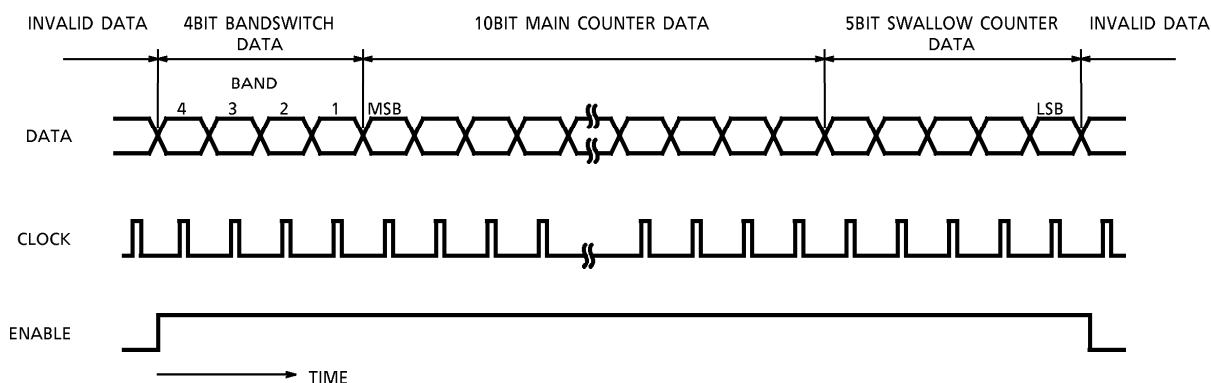 INVALID DATA
4BIT BANDSWITCH
DATA
10BIT MAIN COUNTER DATA
5BIT SWALLOW COUNTER
DATA
INVALID DATA
BAND
4 3 2 1 MSB LSB
DATA
CLOCK
ENABLE
TIME